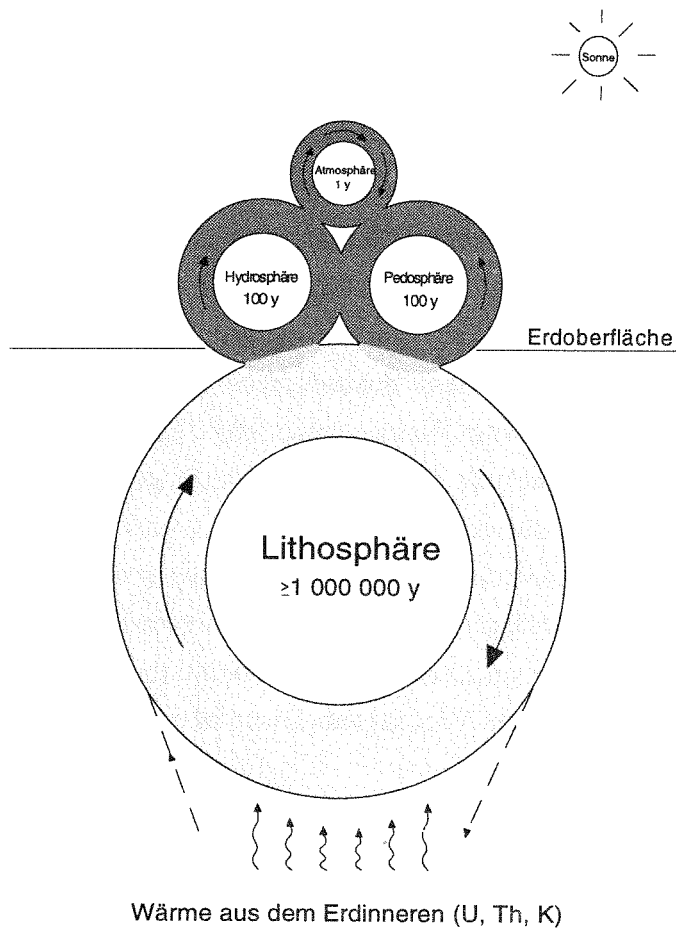 Sonne
Atmosphäre
1 y
Hydrosphäre
100 y
Pedosphäre
100 y
Erdoberfläche
Lithosphäre
≥1 000 000 y
Wärme aus dem Erdinneren (U, Th, K)